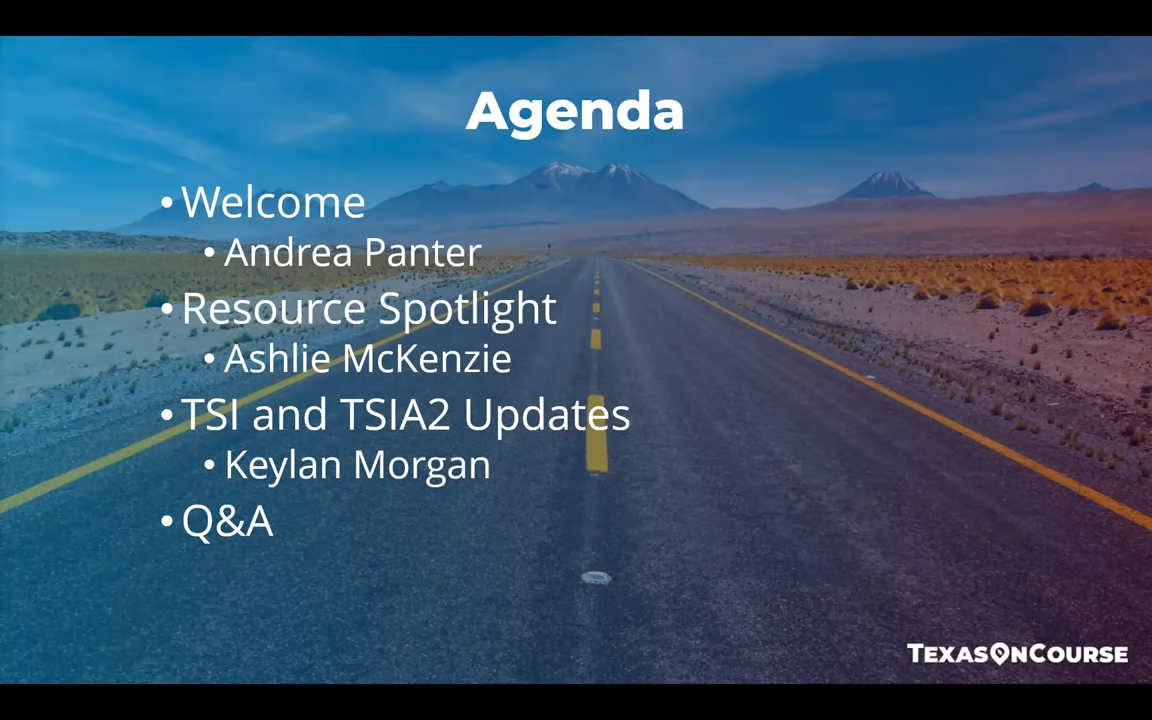 Agenda
• Welcome
• Andrea Panter
• Resource Spotlight
• Ashlie McKenzie
• TSI and TSIA2 Updates
• Keylan Morgan
• Q&A
TEXASONCOURSE